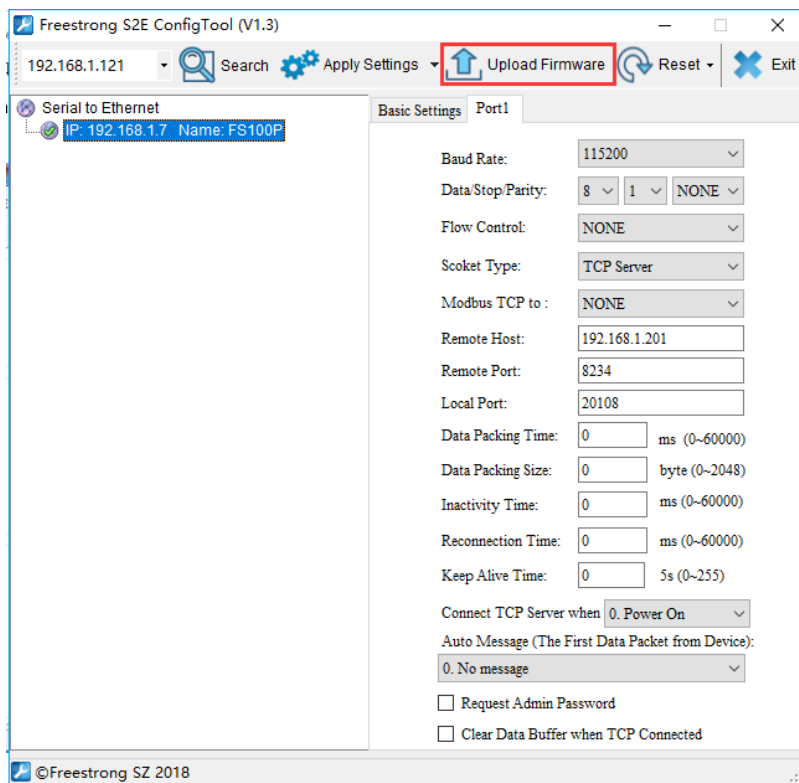 Freestrong S2E ConfigTool (V1.3)
192.168.1.121 Search Apply Settings Upload Firmware Reset Exit
Serial to Ethernet
IP: 192.168.1.7 Name: FS100P
Basic Settings Port1
Baud Rate: 115200
Data/Stop/Parity: 8 1 NONE
Flow Control: NONE
Scoket Type: TCP Server
Modbus TCP to : NONE
Remote Host: 192.168.1.201
Remote Port: 8234
Local Port: 20108
Data Packing Time: 0 ms (0~60000)
Data Packing Size: 0 byte (0~2048)
Inactivity Time: 0 ms (0~60000)
Reconnection Time: 0 ms (0~60000)
Keep Alive Time: 0 5s (0~255)
Connect TCP Server when 0. Power On
Auto Message (The First Data Packet from Device):
0. No message
Request Admin Password
Clear Data Buffer when TCP Connected
©Freestrong SZ 2018